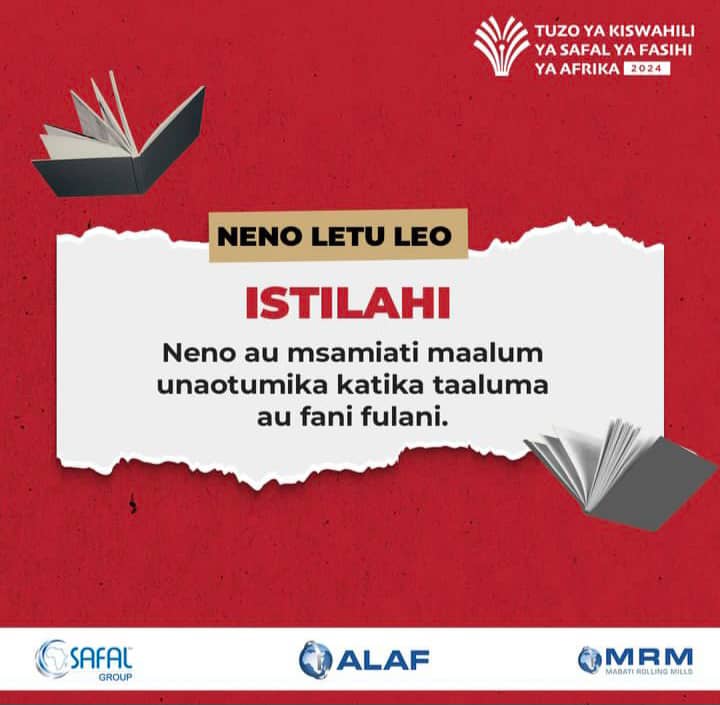 TUZO YA KISWAHILI
YA SAFAL YA FASIHI
YA AFRIKA 2024
NENO LETU LEO
ISTILAHI
Neno au msamiati maalum
unaotumika katika taaluma
au fani fulani.
SAFAL
GROUP
ALAF
MRM
MABATI ROLLING MILLS